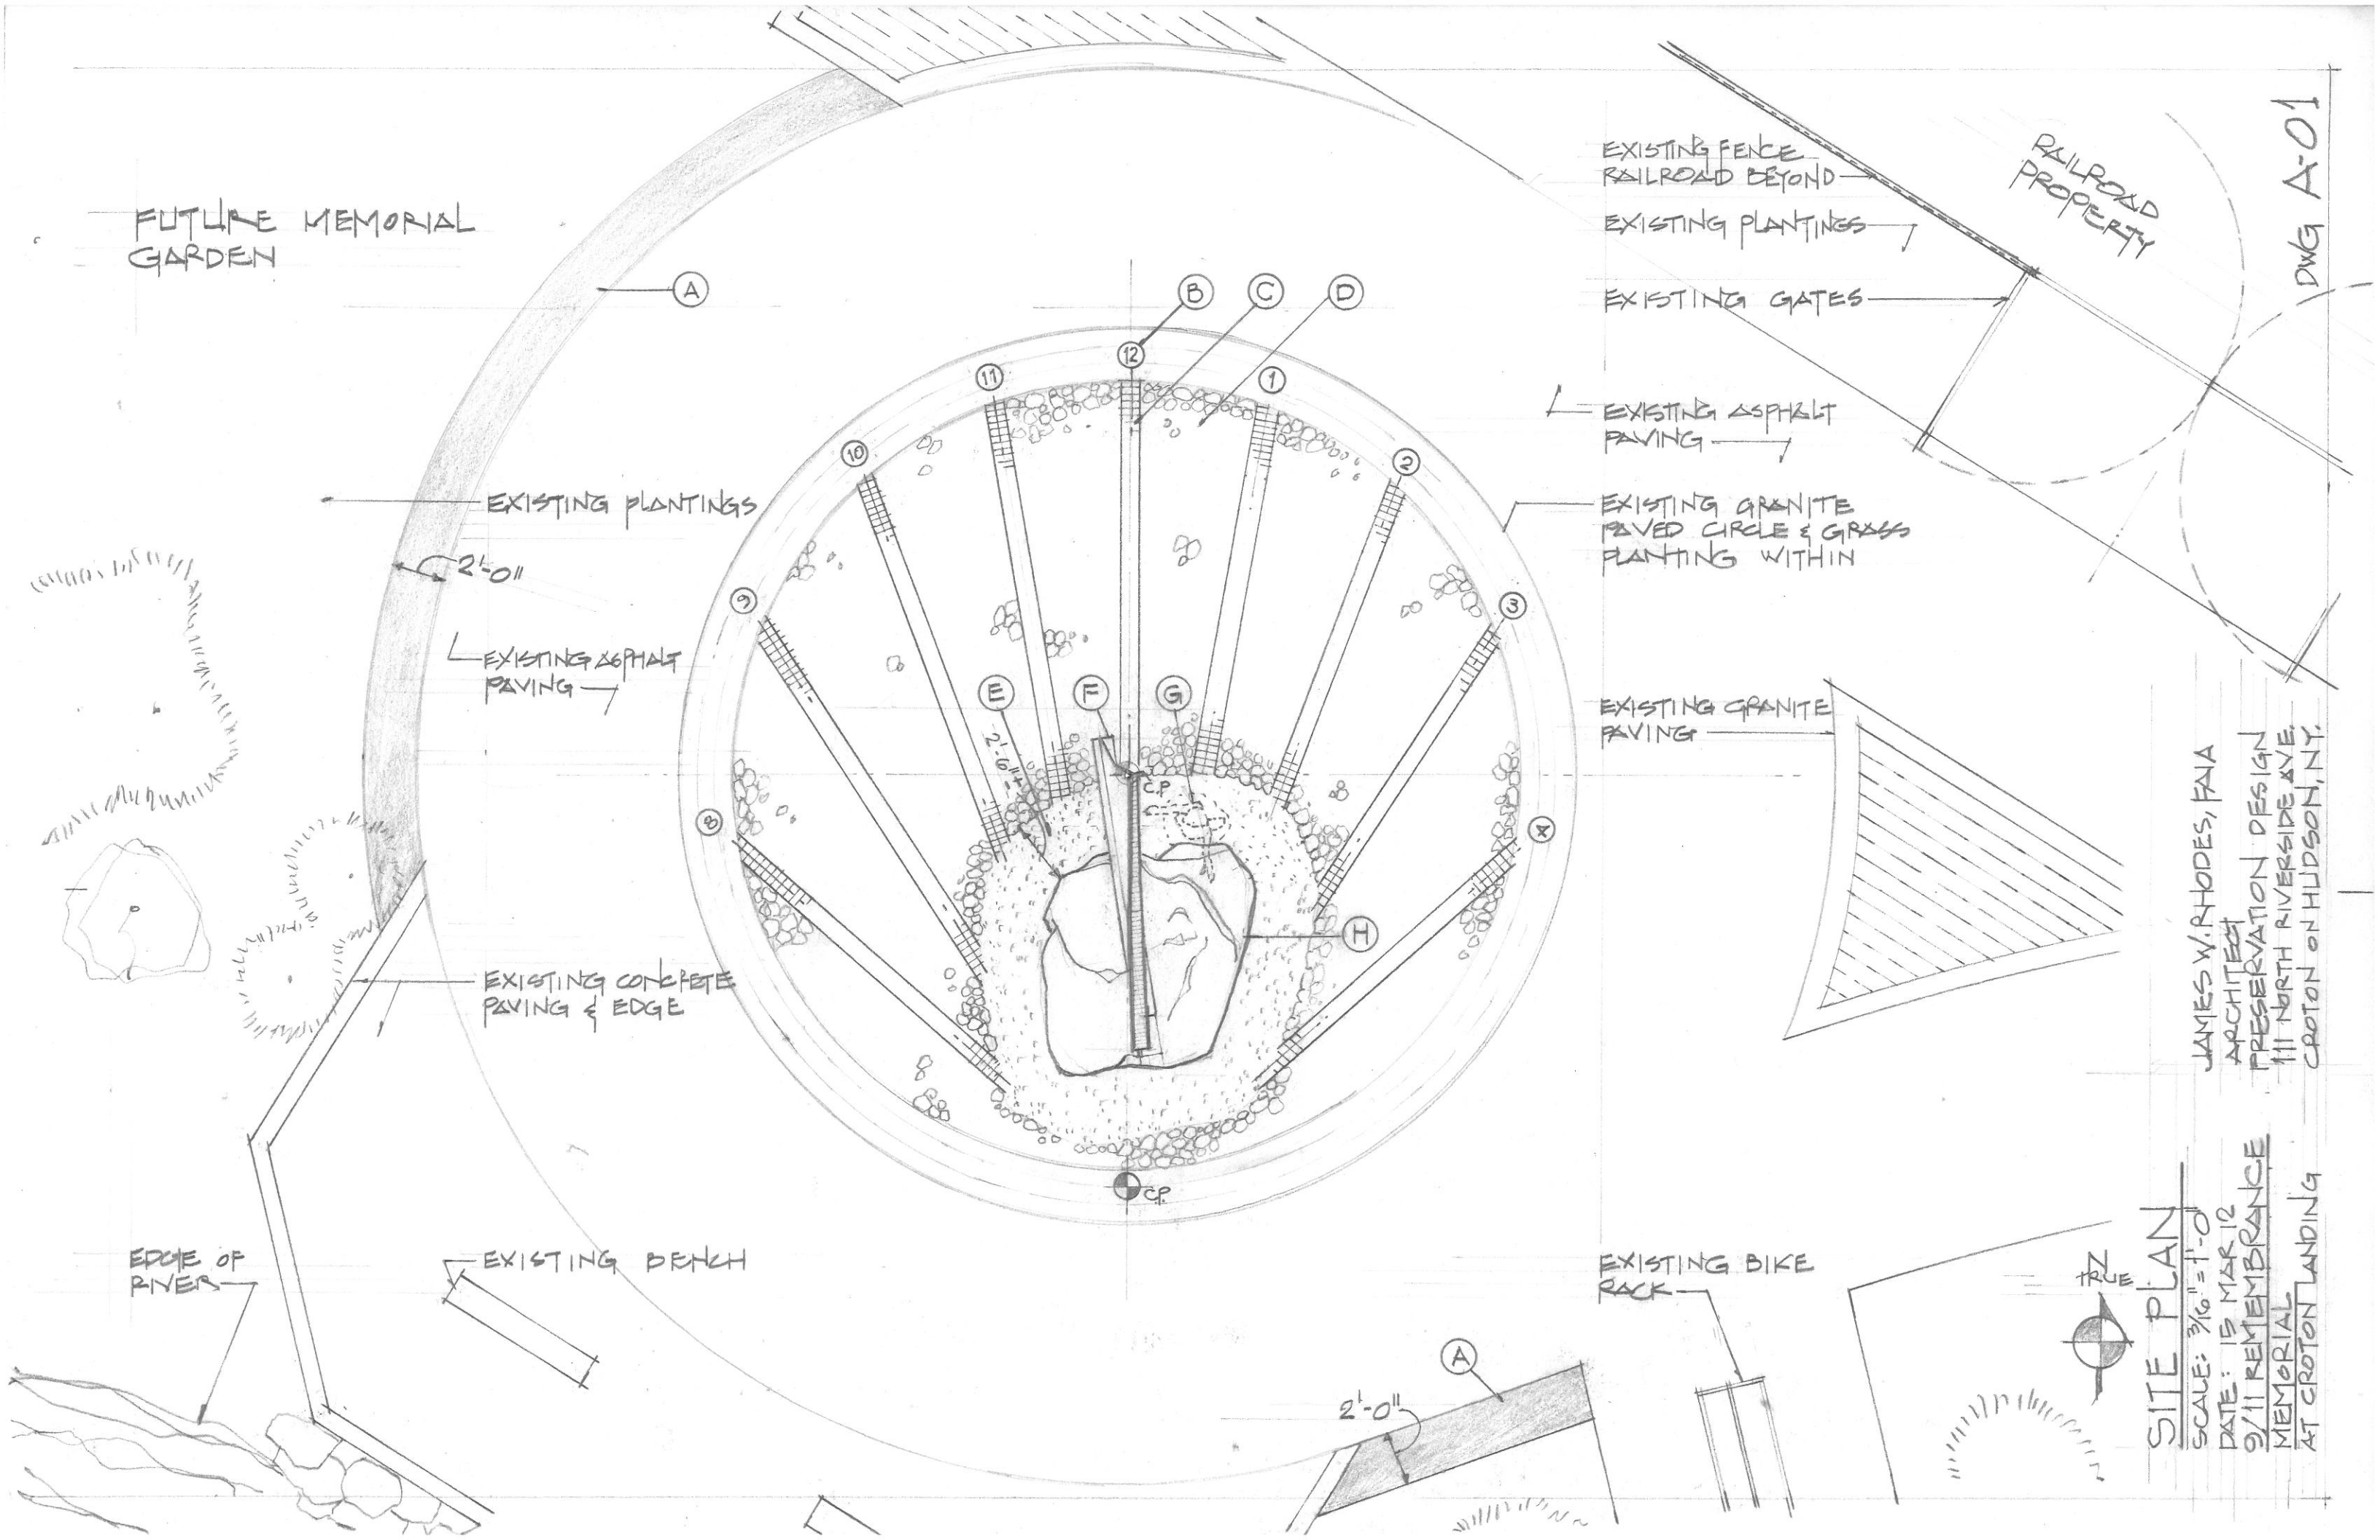 FUTURE MEMORIAL
GARDEN
A
B
C
D
12
11
1
10
2
9
3
8
4
EXISTING PLANTINGS
2'-0"
EXISTING ASPHALT
PAVING
E
F
G
2'-6"±
C.P.
H
EXISTING CONCRETE
PAVING & EDGE
C.P.
EDGE OF
RIVER
EXISTING BENCH
EXISTING FENCE
RAILROAD BEYOND
EXISTING PLANTINGS
EXISTING GATES
EXISTING ASPHALT
PAVING
EXISTING GRANITE
PAVED CIRCLE & GRASS
PLANTING WITHIN
EXISTING GRANITE
PAVING
EXISTING BIKE
RACK
A
2'-0"
RAILROAD
PROPERTY
DWG A-01
JAMES W. RHODES, FAIA
ARCHITECT
PRESERVATION DESIGN
111 NORTH RIVERSIDE AVE.
CROTON ON HUDSON, NY.
N
TRUE
SITE PLAN
SCALE: 3/16" = 1'-0"
DATE: 15 MAR 12
9/11 REMEMBRANCE
MEMORIAL
AT CROTON LANDING